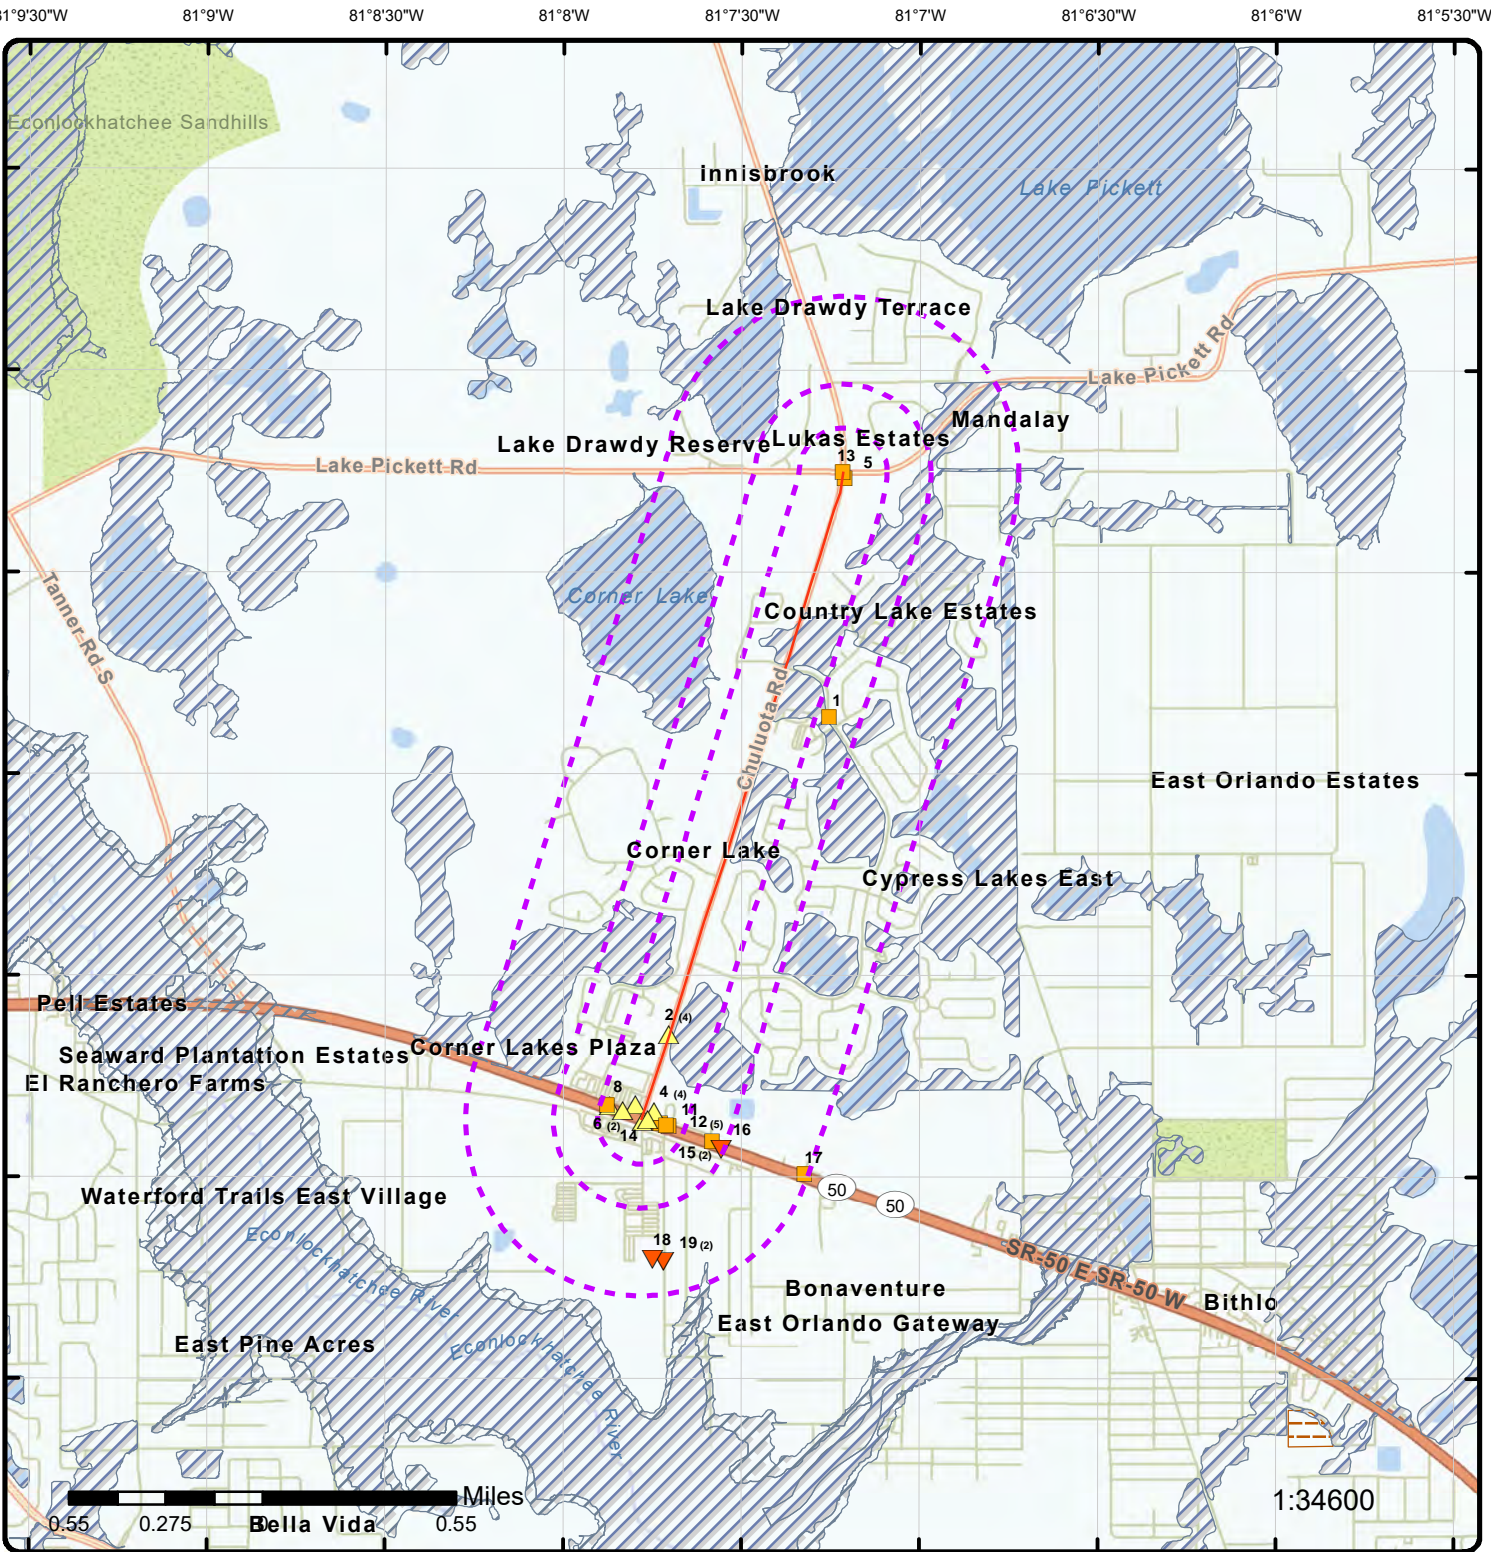 81°9'30"W 81°9'W 81°8'30"W 81°8'W 81°7'30"W 81°7'W 81°6'30"W 81°6'W 81°5'30"W
Econlockhatchee Sandhills
Innisbrook
Lake Pickett
Lake Drawdy Terrace
Lake Pickett Rd
Mandalay
Lake Drawdy Reserve
Lukas Estates
13
5
Lake Pickett Rd
Tanner Rd S
Corner Lake
Country Lake Estates
Chuluota Rd
1
East Orlando Estates
Corner Lake
Cypress Lakes East
Pell Estates
2 (4)
Seaward Plantation Estates
Corner Lakes Plaza
El Ranchero Farms
8
4 (4)
11
6 (2)
14
12 (5)
16
15 (2)
17
50
50
Waterford Trails East Village
Econlockhatchee River
18
19 (2)
SR-50 E SR-50 W
Bonaventure
Bithlo
East Orlando Gateway
East Pine Acres
Econlockhatchee River
Miles
1:34600
0.55 0.275 0 0.55
Bella Vida